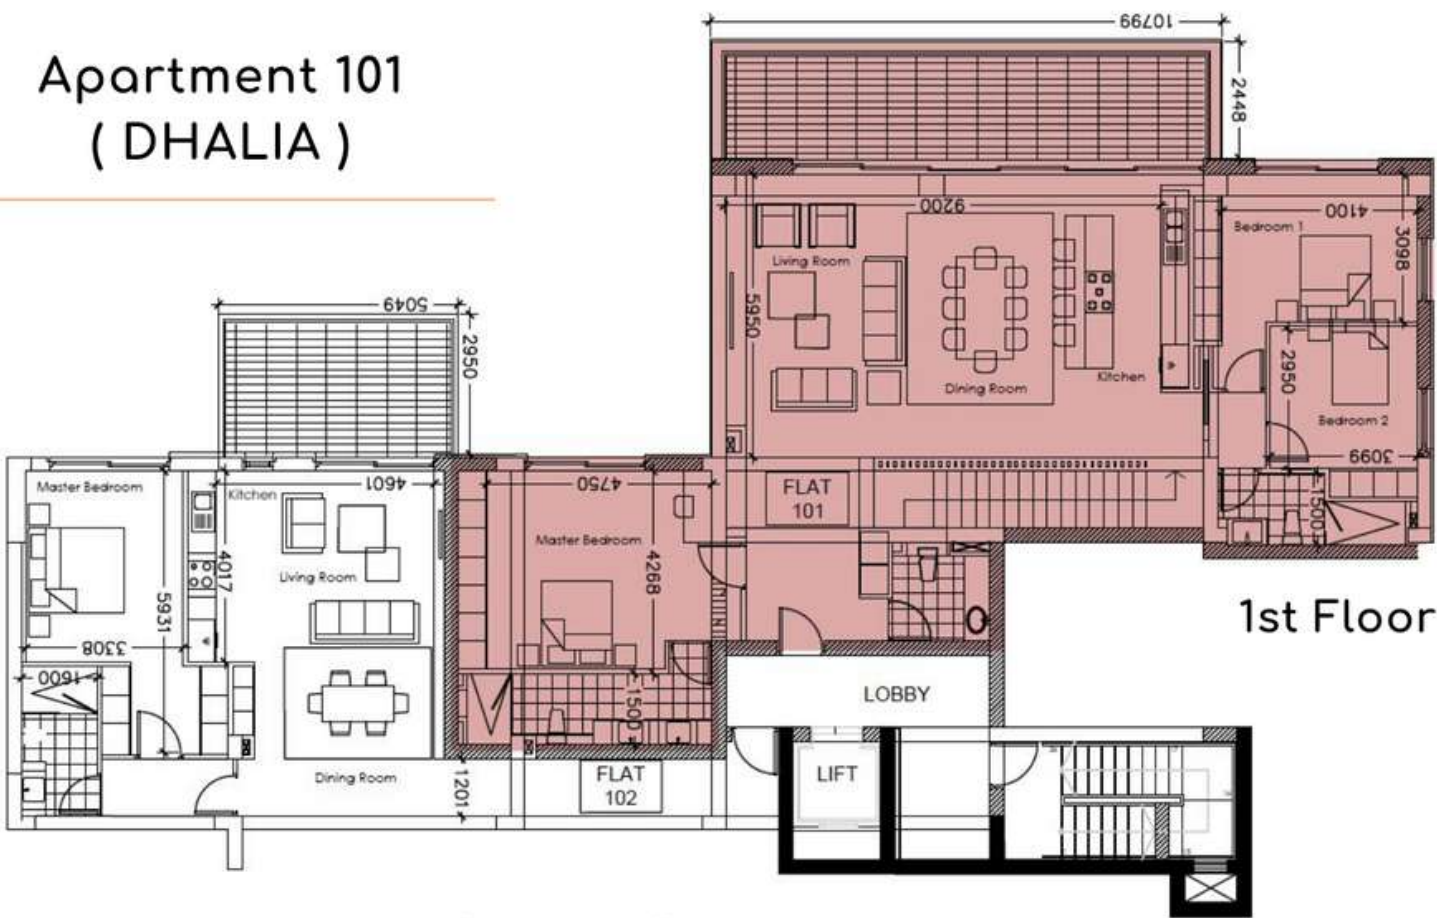 Apartment 101
( DHALIA )
10799
2448
9200
4100
Bedroom 1
3098
Living Room
5950
5049
2950
2950
Kitchen
Dining Room
Bedroom 2
3099
Master Bedroom
Kitchen
4601
4750
FLAT
101
1500
Master Bedroom
4268
4017
Living Room
5931
3308
1st Floor
1600
LOBBY
1500
Dining Room
1201
FLAT
102
LIFT